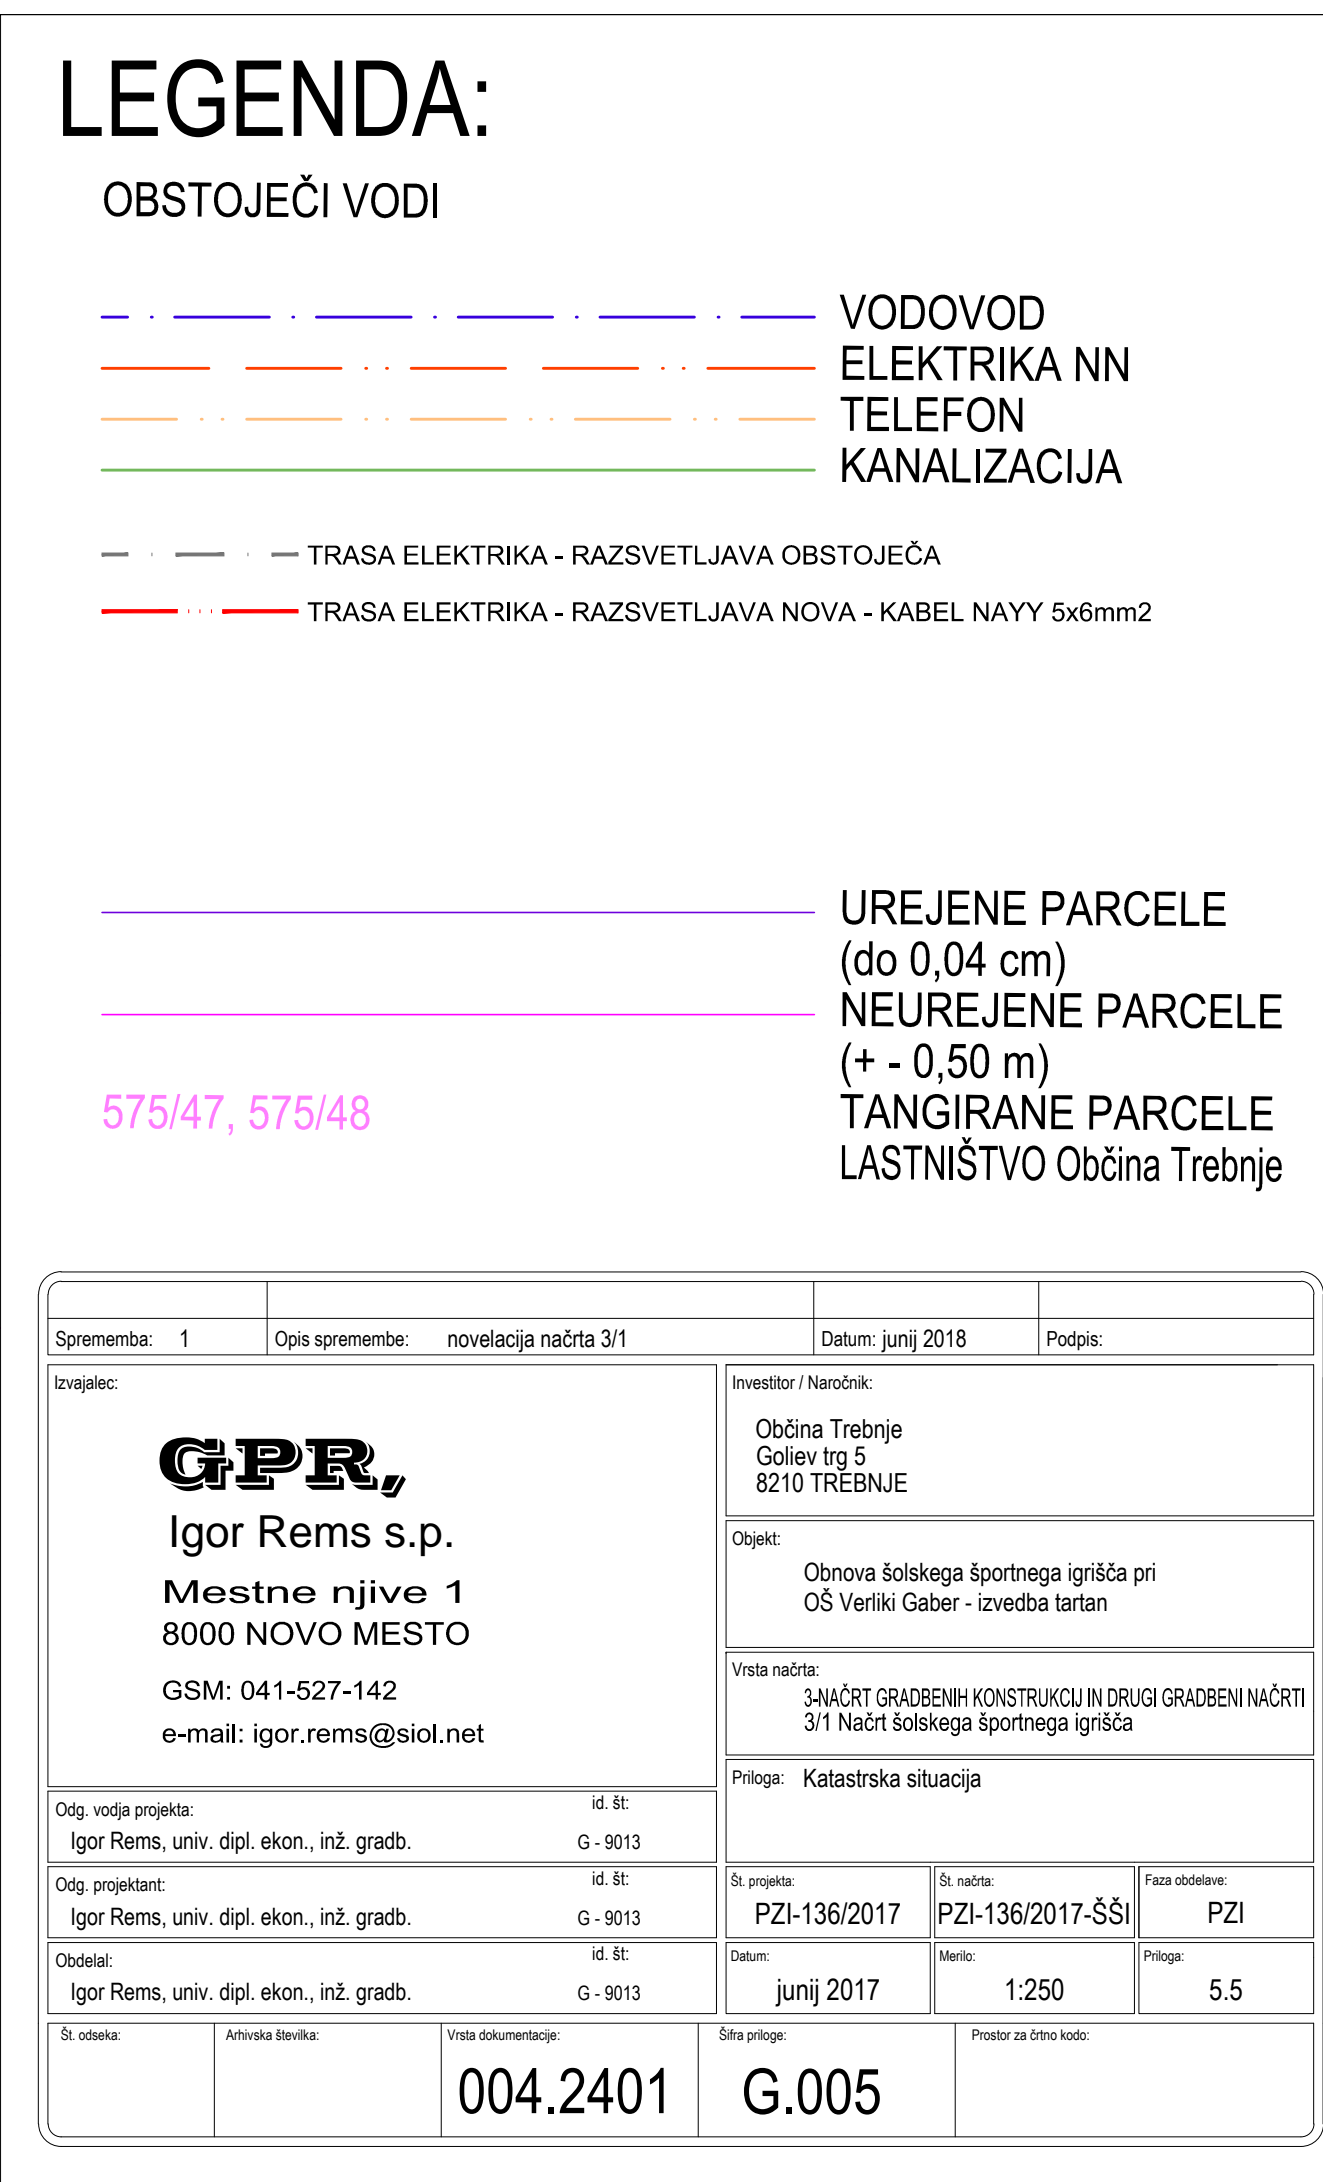 LEGENDA:
OBSTOJEČI VODI
VODOVOD
ELEKTRIKA NN
TELEFON
KANALIZACIJA
TRASA ELEKTRIKA - RAZSVETLJAVA OBSTOJEČA
TRASA ELEKTRIKA - RAZSVETLJAVA NOVA - KABEL NAYY 5x6mm2
UREJENE PARCELE
(do 0,04 cm)
NEUREJENE PARCELE
(+ - 0,50 m)
575/47, 575/48 TANGIRANE PARCELE
LASTNIŠTVO Občina Trebnje
Sprememba: 1 Opis spremembe: novelacija načrta 3/1 Datum: junij 2018 Podpis:
Izvajalec:
GPR,
Igor Rems s.p.
Mestne njive 1
8000 NOVO MESTO
GSM: 041-527-142
e-mail: igor.rems@siol.net
Investitor / Naročnik:
Občina Trebnje
Goliev trg 5
8210 TREBNJE
Objekt:
Obnova šolskega športnega igrišča pri
OŠ Verliki Gaber - izvedba tartan
Vrsta načrta:
3-NAČRT GRADBENIH KONSTRUKCIJ IN DRUGI GRADBENI NAČRTI
3/1 Načrt šolskega športnega igrišča
Priloga: Katastrska situacija
Odg. vodja projekta: id. št:
Igor Rems, univ. dipl. ekon., inž. gradb. G - 9013
Odg. projektant: id. št:
Igor Rems, univ. dipl. ekon., inž. gradb. G - 9013
Obdelal: id. št:
Igor Rems, univ. dipl. ekon., inž. gradb. G - 9013
Št. projekta: Št. načrta: Faza obdelave:
PZI-136/2017 PZI-136/2017-ŠŠI PZI
Datum: Merilo: Priloga:
junij 2017 1:250 5.5
Št. odseka: Arhivska številka: Vrsta dokumentacije: Šifra priloge: Prostor za črtno kodo:
004.2401 G.005